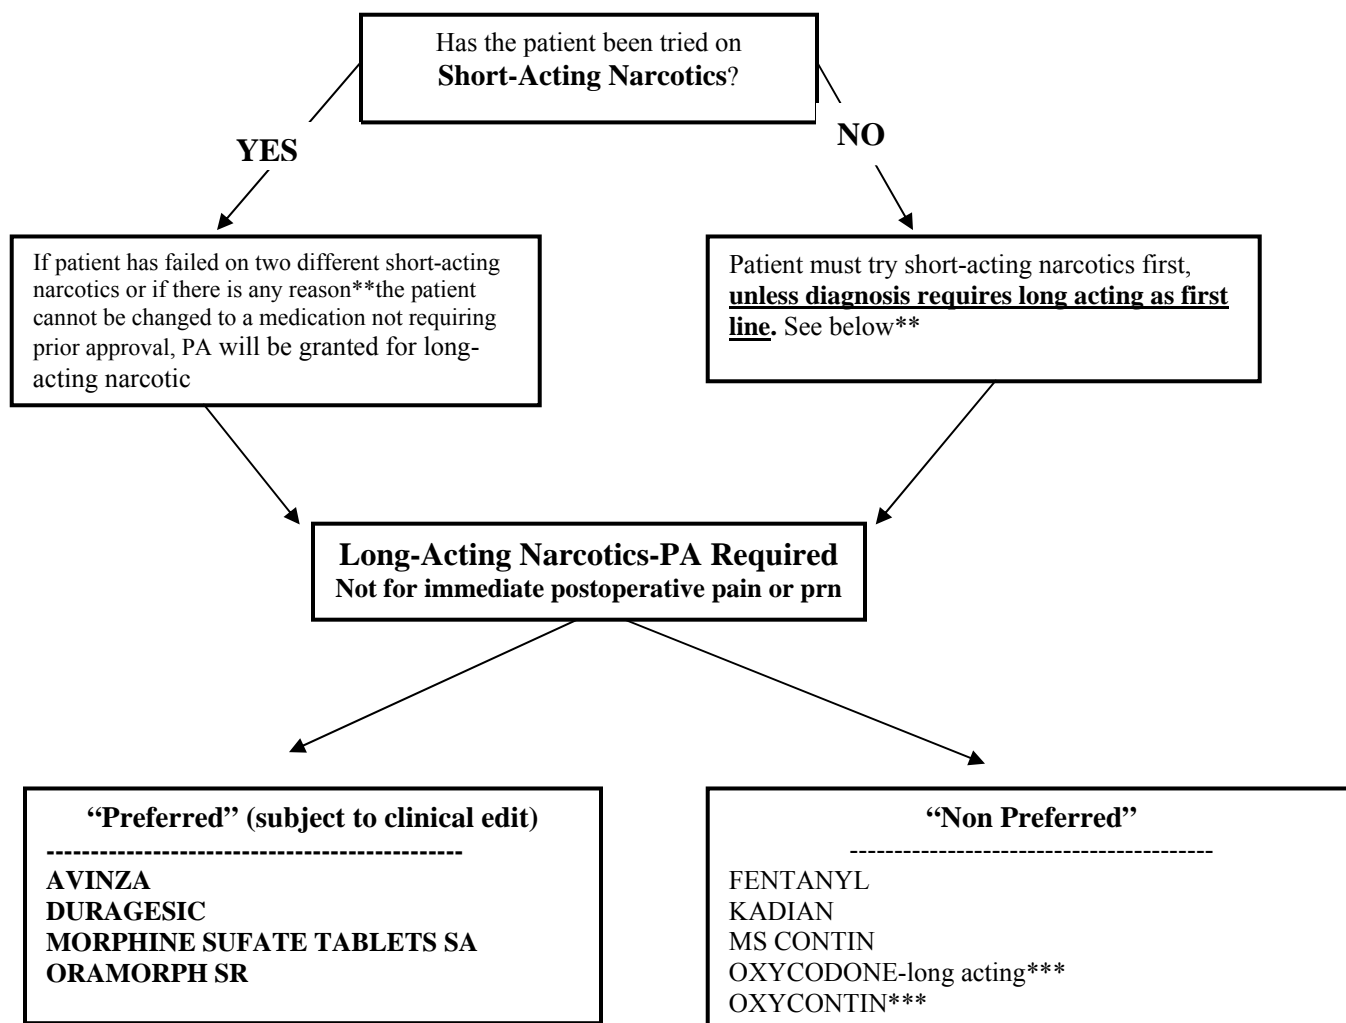 Has the patient been tried on
Short-Acting Narcotics?
YES
NO
If patient has failed on two different short-acting
narcotics or if there is any reason**the patient
cannot be changed to a medication not requiring
prior approval, PA will be granted for long-
acting narcotic
Patient must try short-acting narcotics first,
unless diagnosis requires long acting as first
line. See below**
Long-Acting Narcotics-PA Required
Not for immediate postoperative pain or prn
“Preferred” (subject to clinical edit)
-----------------------------------------------
AVINZA
DURAGESIC
MORPHINE SUFATE TABLETS SA
ORAMORPH SR
“Non Preferred”
-----------------------------------------
FENTANYL
KADIAN
MS CONTIN
OXYCODONE-long acting***
OXYCONTIN***